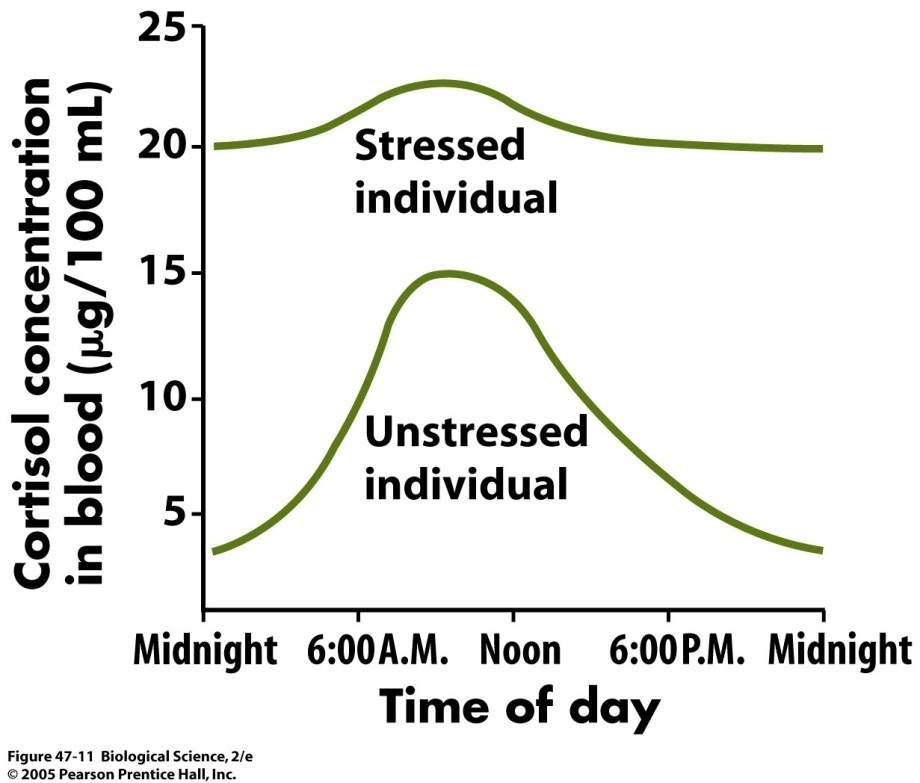 Cortisol concentration
in blood (μg/100 mL)
25
20
15
10
5
Stressed
individual
Unstressed
individual
Midnight 6:00 A.M. Noon 6:00 P.M. Midnight
Time of day
Figure 47-11 Biological Science, 2/e
© 2005 Pearson Prentice Hall, Inc.